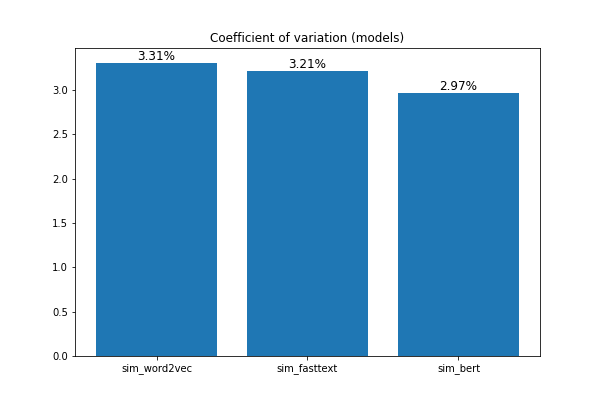 Coefficient of variation (models)
3.31%
3.21%
2.97%
3.0
2.5
2.0
1.5
1.0
0.5
0.0
sim_word2vec
sim_fasttext
sim_bert